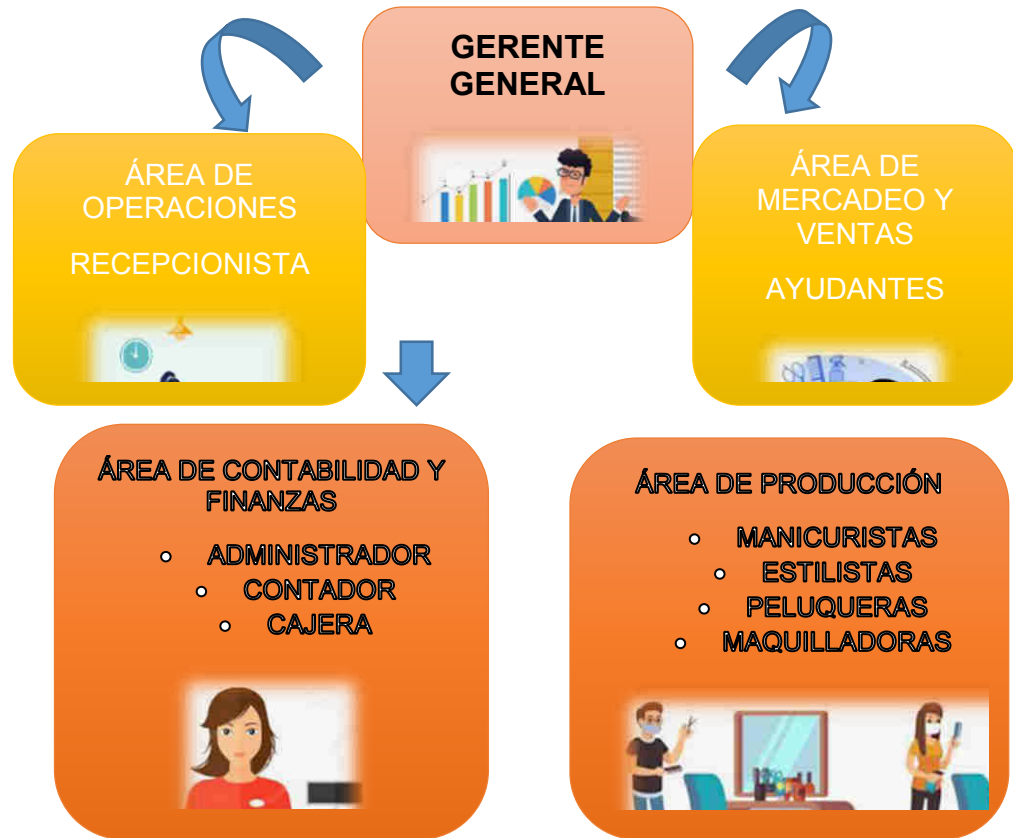 GERENTE
GENERAL
ÁREA DE
OPERACIONES
RECEPCIONISTA
ÁREA DE
MERCADEO Y
VENTAS
AYUDANTES
ÁREA DE CONTABILIDAD Y
FINANZAS
ADMINISTRADOR
CONTADOR
CAJERA
ÁREA DE PRODUCCIÓN
MANICURISTAS
ESTILISTAS
PELUQUERAS
MAQUILLADORAS